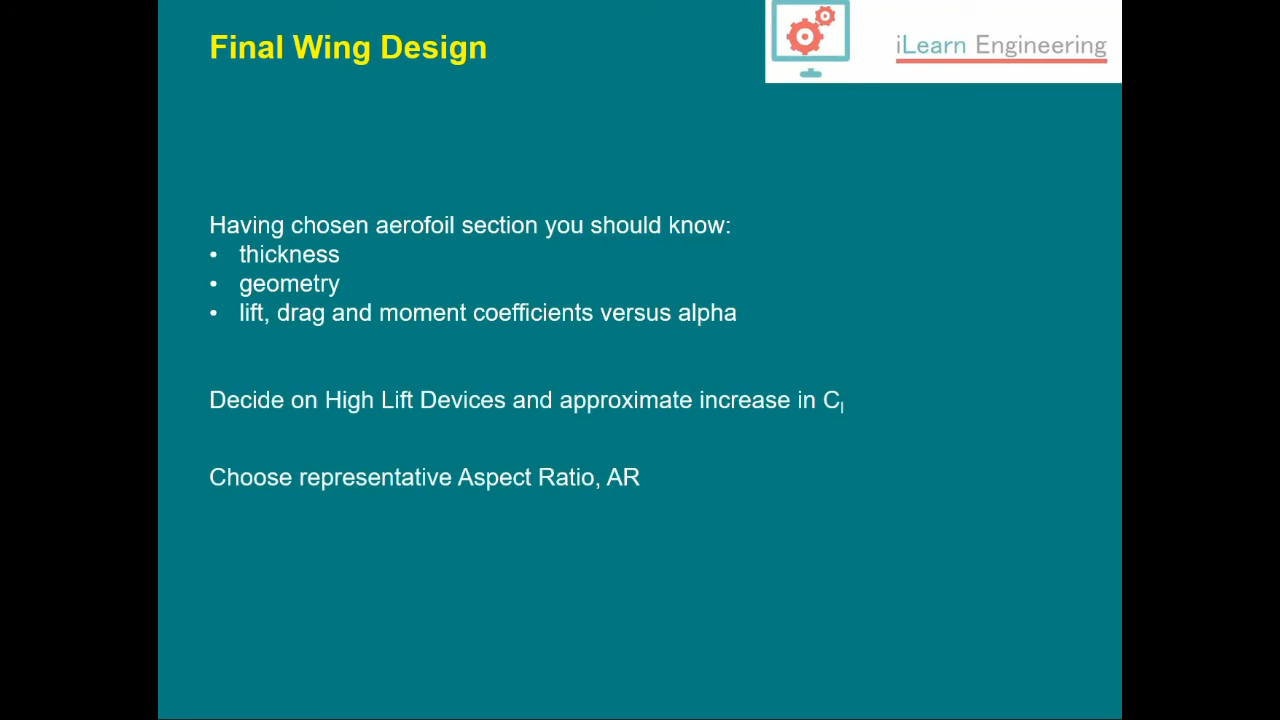 Final Wing Design
iLearn Engineering
Having chosen aerofoil section you should know:
• thickness
• geometry
• lift, drag and moment coefficients versus alpha
Decide on High Lift Devices and approximate increase in Cl
Choose representative Aspect Ratio, AR